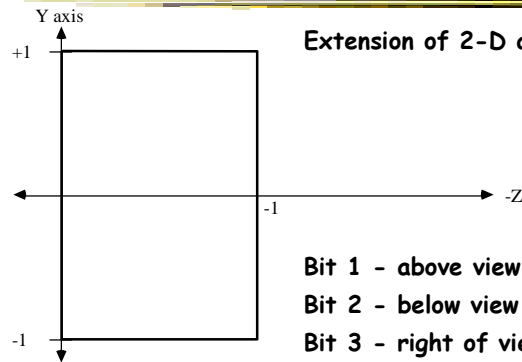 Y axis
Extension of 2-D
+1
-Z
-1
Bit 1 - above view
Bit 2 - below view
Bit 3 - right of
-1